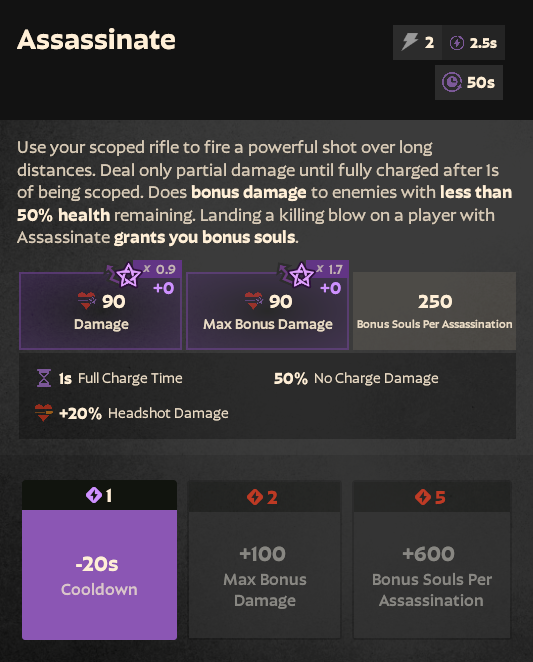 Assassinate
2
2.5s
50s
Use your scoped rifle to fire a powerful shot over long
distances. Deal only partial damage until fully charged after 1s
of being scoped. Does bonus damage to enemies with less than
50% health remaining. Landing a killing blow on a player with
Assassinate grants you bonus souls.
x 0.9
+0
90
Damage
x 1.7
+0
90
Max Bonus Damage
250
Bonus Souls Per Assassination
1s Full Charge Time
50% No Charge Damage
+20% Headshot Damage
1
-20s
Cooldown
2
+100
Max Bonus
Damage
5
+600
Bonus Souls Per
Assassination